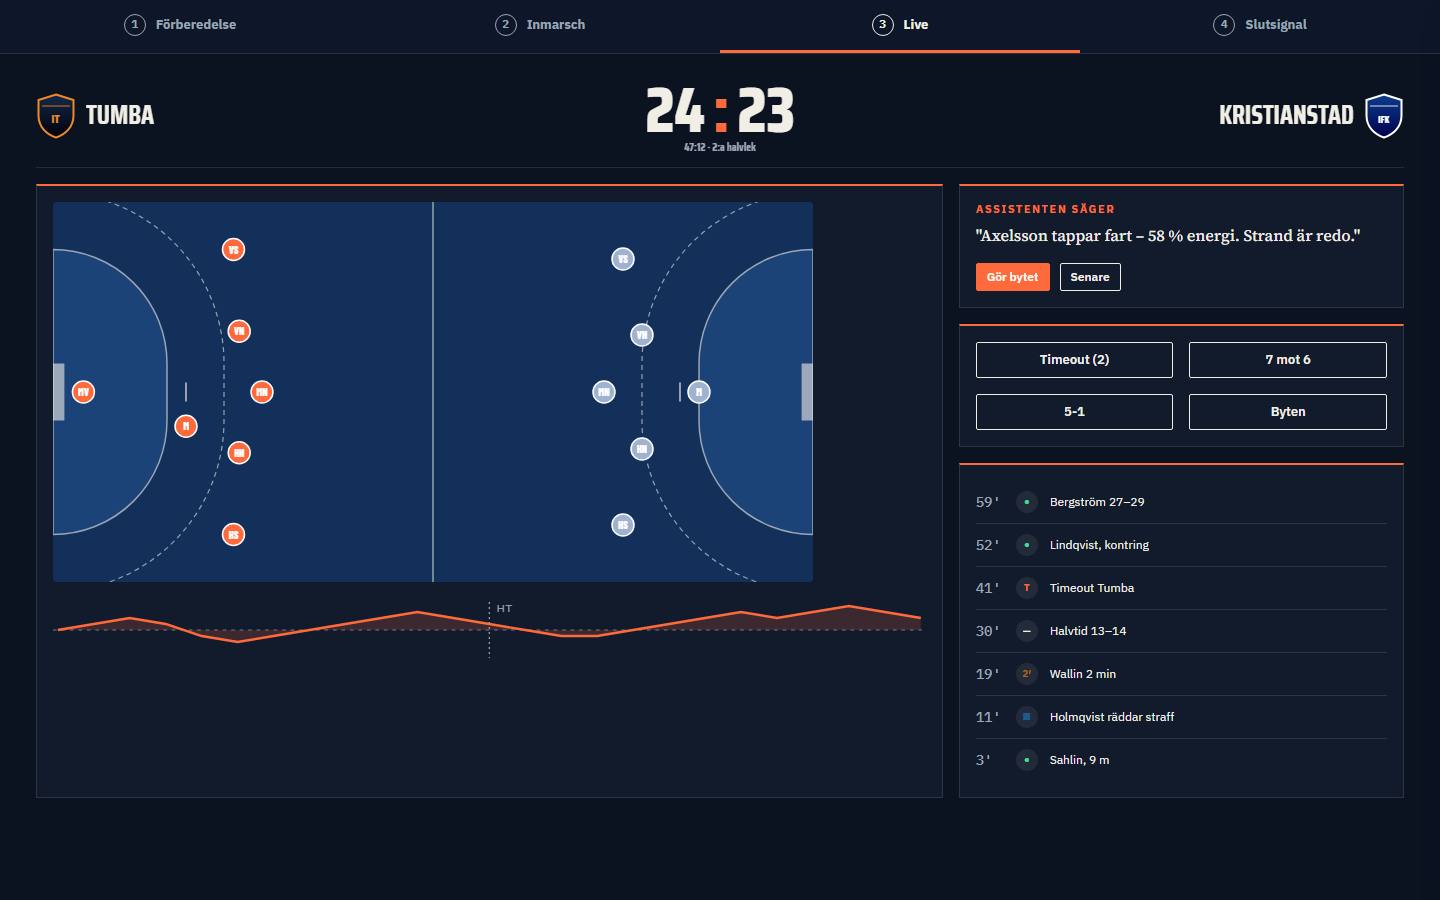 1 Förberedelse
2 Inmarsch
3 Live
4 Slutsignal
IT TUMBA
24 : 23
47:12 · 2:a halvlek
KRISTIANSTAD IFK
VS
VN
MV
MN
M
HN
HS
VS
VN
MN
M
HN
HS
HT
ASSISTENTEN SÄGER
"Axelsson tappar fart – 58 % energi. Strand är redo."
Gör bytet
Senare
Timeout (2)
7 mot 6
5-1
Byten
59' Bergström 27–29
52' Lindqvist, kontring
41' T Timeout Tumba
30' – Halvtid 13–14
19' 2' Wallin 2 min
11' Holmqvist räddar straff
3' Sahlin, 9 m